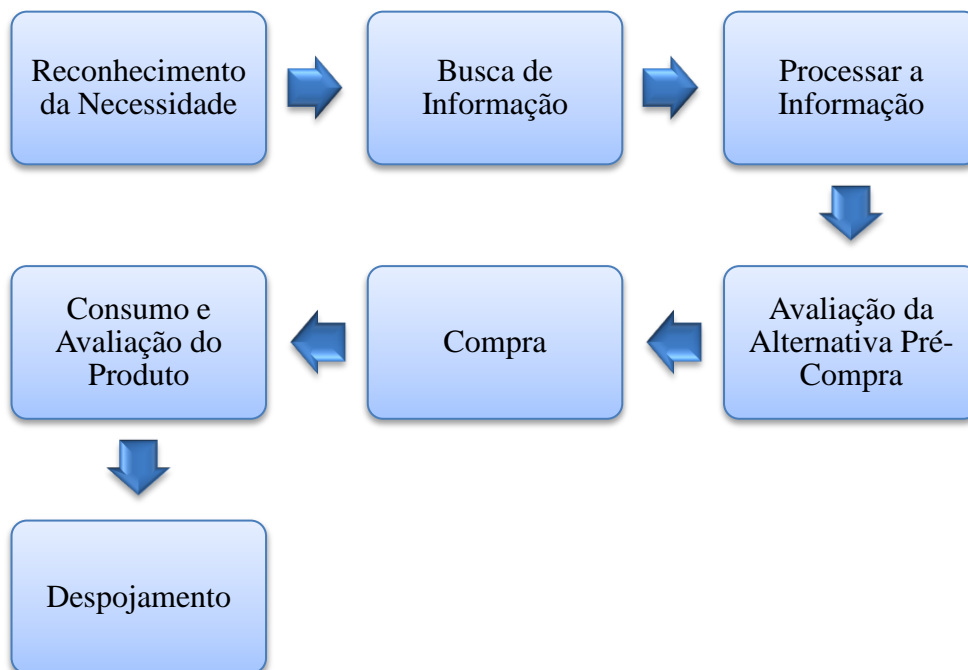 Reconhecimento
da Necessidade
Busca de
Informação
Processar a
Informação
Avaliação da
Alternativa Pré-
Compra
Compra
Consumo e
Avaliação do
Produto
Despojamento